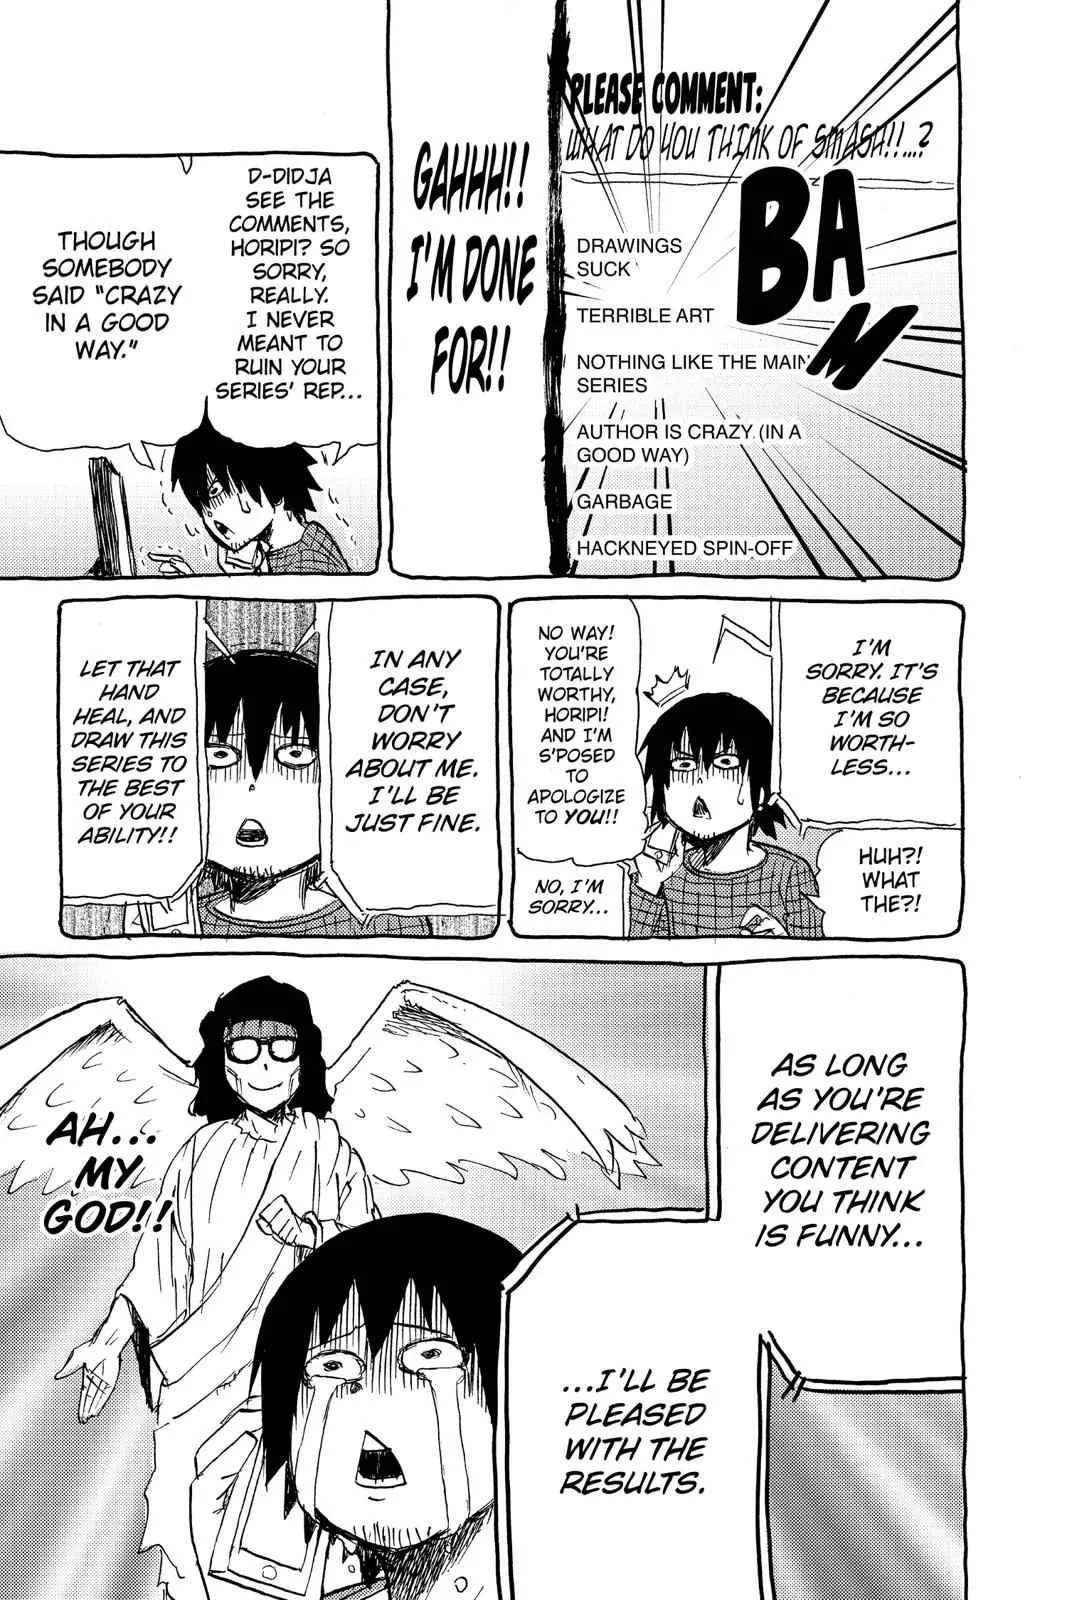 PLEASE COMMENT:
WHAT DO YOU THINK OF SMASH!!...?
BAM
DRAWINGS
SUCK
TERRIBLE ART
NOTHING LIKE THE MAIN
SERIES
AUTHOR IS CRAZY (IN A
GOOD WAY)
GARBAGE
HACKNEYED SPIN-OFF
GAHHH!!
I'M DONE
FOR!!
D-DIDJA
SEE THE
COMMENTS,
HORIPI? SO
SORRY,
REALLY.
I NEVER
MEANT TO
RUIN YOUR
SERIES' REP...
THOUGH
SOMEBODY
SAID "CRAZY
IN A GOOD
WAY."
I'M
SORRY. IT'S
BECAUSE
I'M SO
WORTH-
LESS...
HUH?!
WHAT
THE?!
NO WAY!
YOU'RE
TOTALLY
WORTHY,
HORIPI!
AND I'M
S'POSED
TO
APOLOGIZE
TO YOU!!
NO, I'M
SORRY...
IN ANY
CASE,
DON'T
WORRY
ABOUT ME.
I'LL BE
JUST FINE.
LET THAT
HAND
HEAL, AND
DRAW THIS
SERIES TO
THE BEST
OF YOUR
ABILITY!!
AS LONG
AS YOU'RE
DELIVERING
CONTENT
YOU THINK
IS FUNNY...
...I'LL BE
PLEASED
WITH THE
RESULTS.
AH...
MY
GOD!!